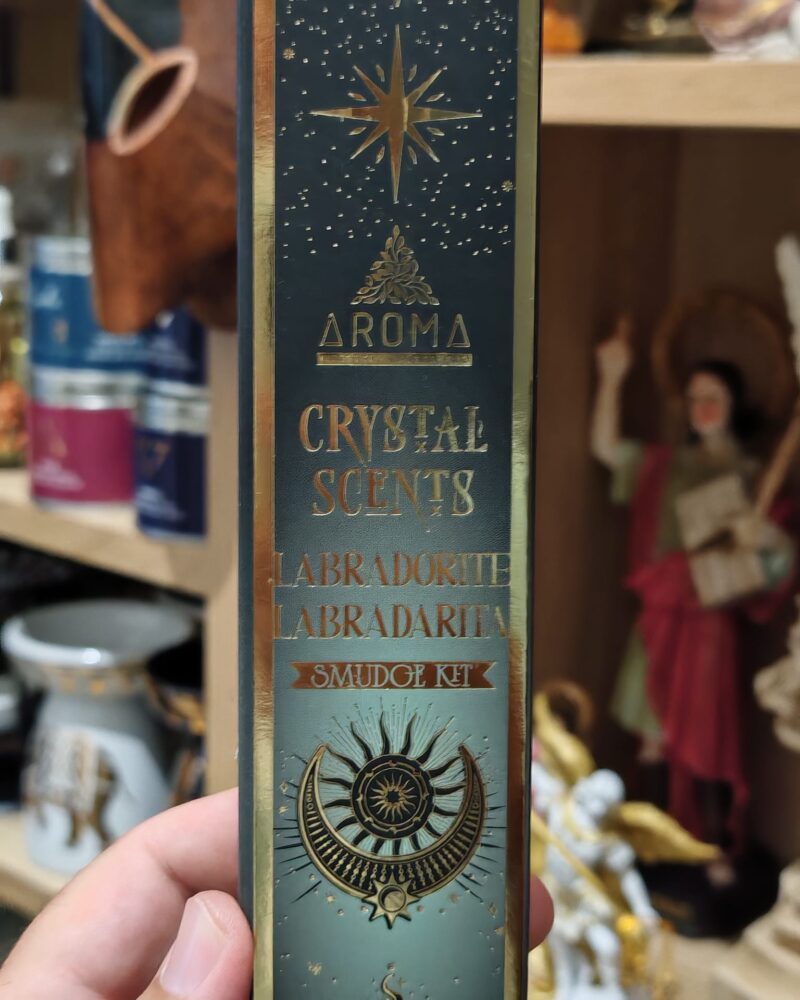 AROMA
CRYSTAL
SCENTS
LABRADORITE
LABRADARITA
SMUDGE KIT